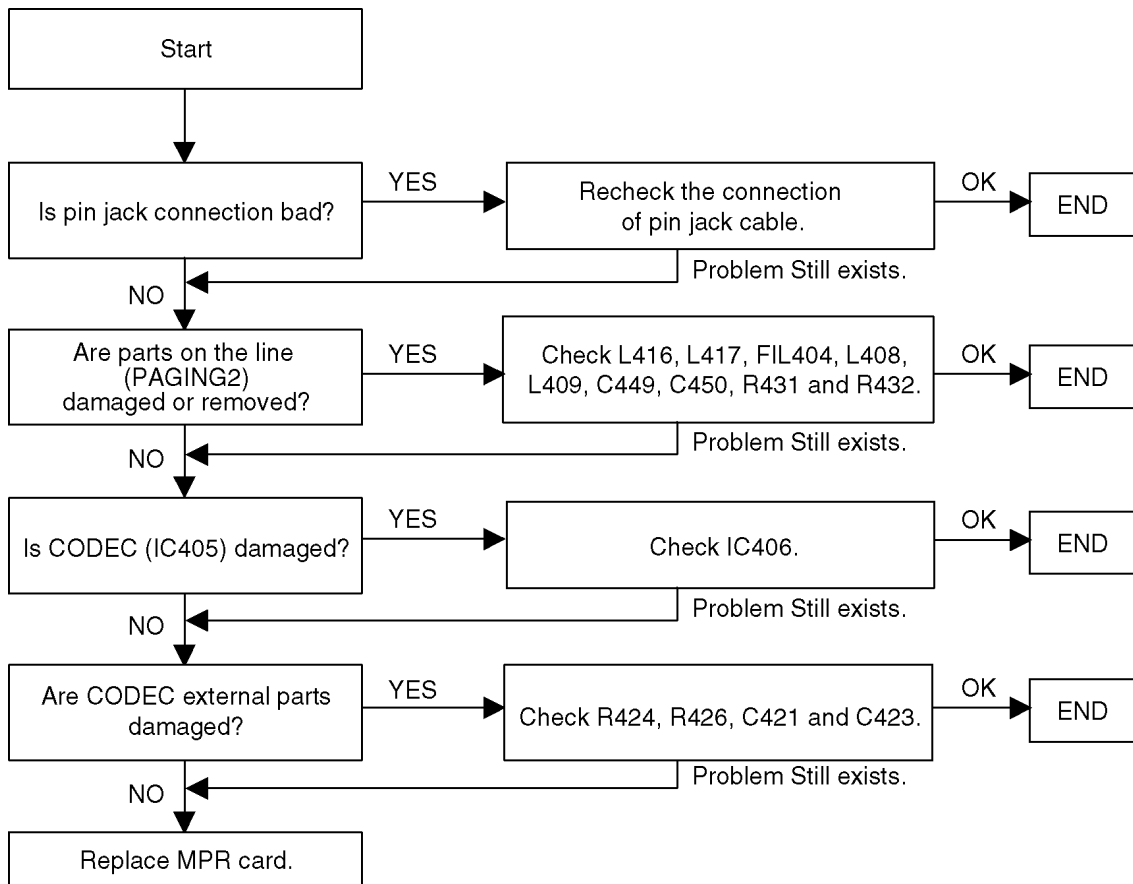 Start
Is pin jack connection bad?
YES
Recheck the connection
of pin jack cable.
OK
END
Problem Still exists.
NO
Are parts on the line
(PAGING2)
damaged or removed?
YES
Check L416, L417, FIL404, L408,
L409, C449, C450, R431 and R432.
OK
END
Problem Still exists.
NO
Is CODEC (IC405) damaged?
YES
Check IC406.
OK
END
Problem Still exists.
NO
Are CODEC external parts
damaged?
YES
Check R424, R426, C421 and C423.
OK
END
Problem Still exists.
NO
Replace MPR card.